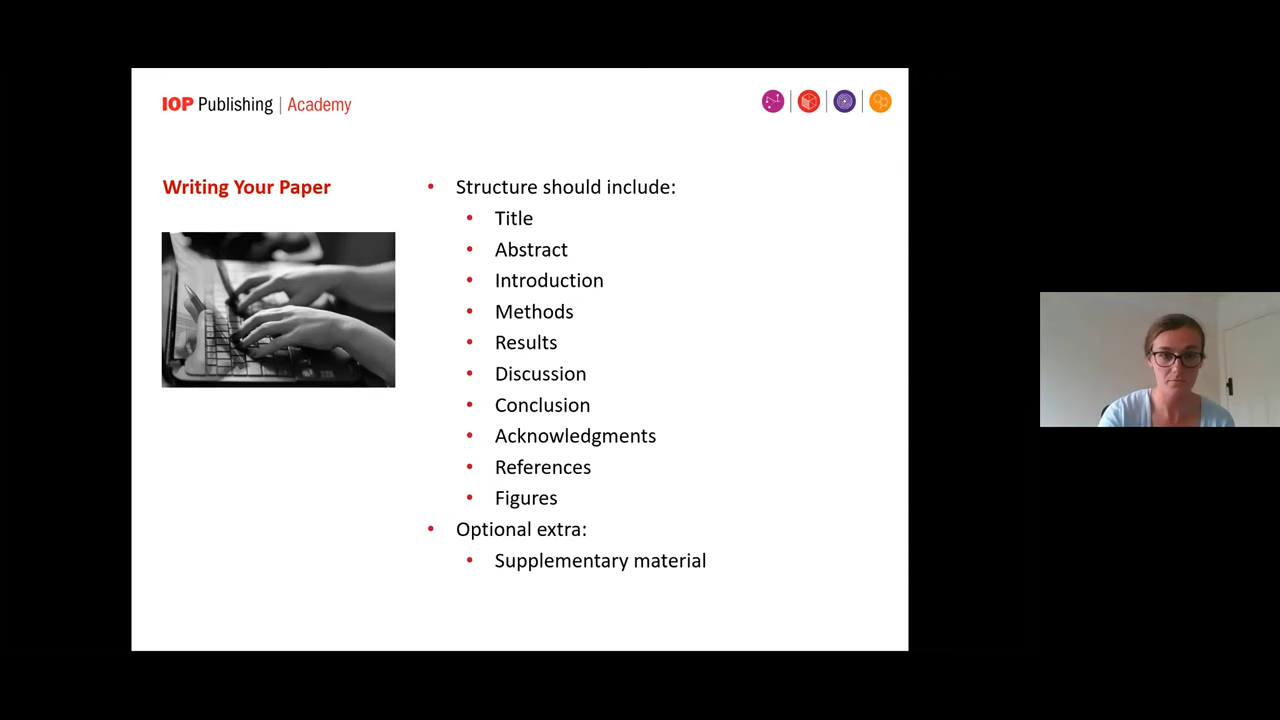 IOP Publishing | Academy
Writing Your Paper
• Structure should include:
• Title
• Abstract
• Introduction
• Methods
• Results
• Discussion
• Conclusion
• Acknowledgments
• References
• Figures
• Optional extra:
• Supplementary material